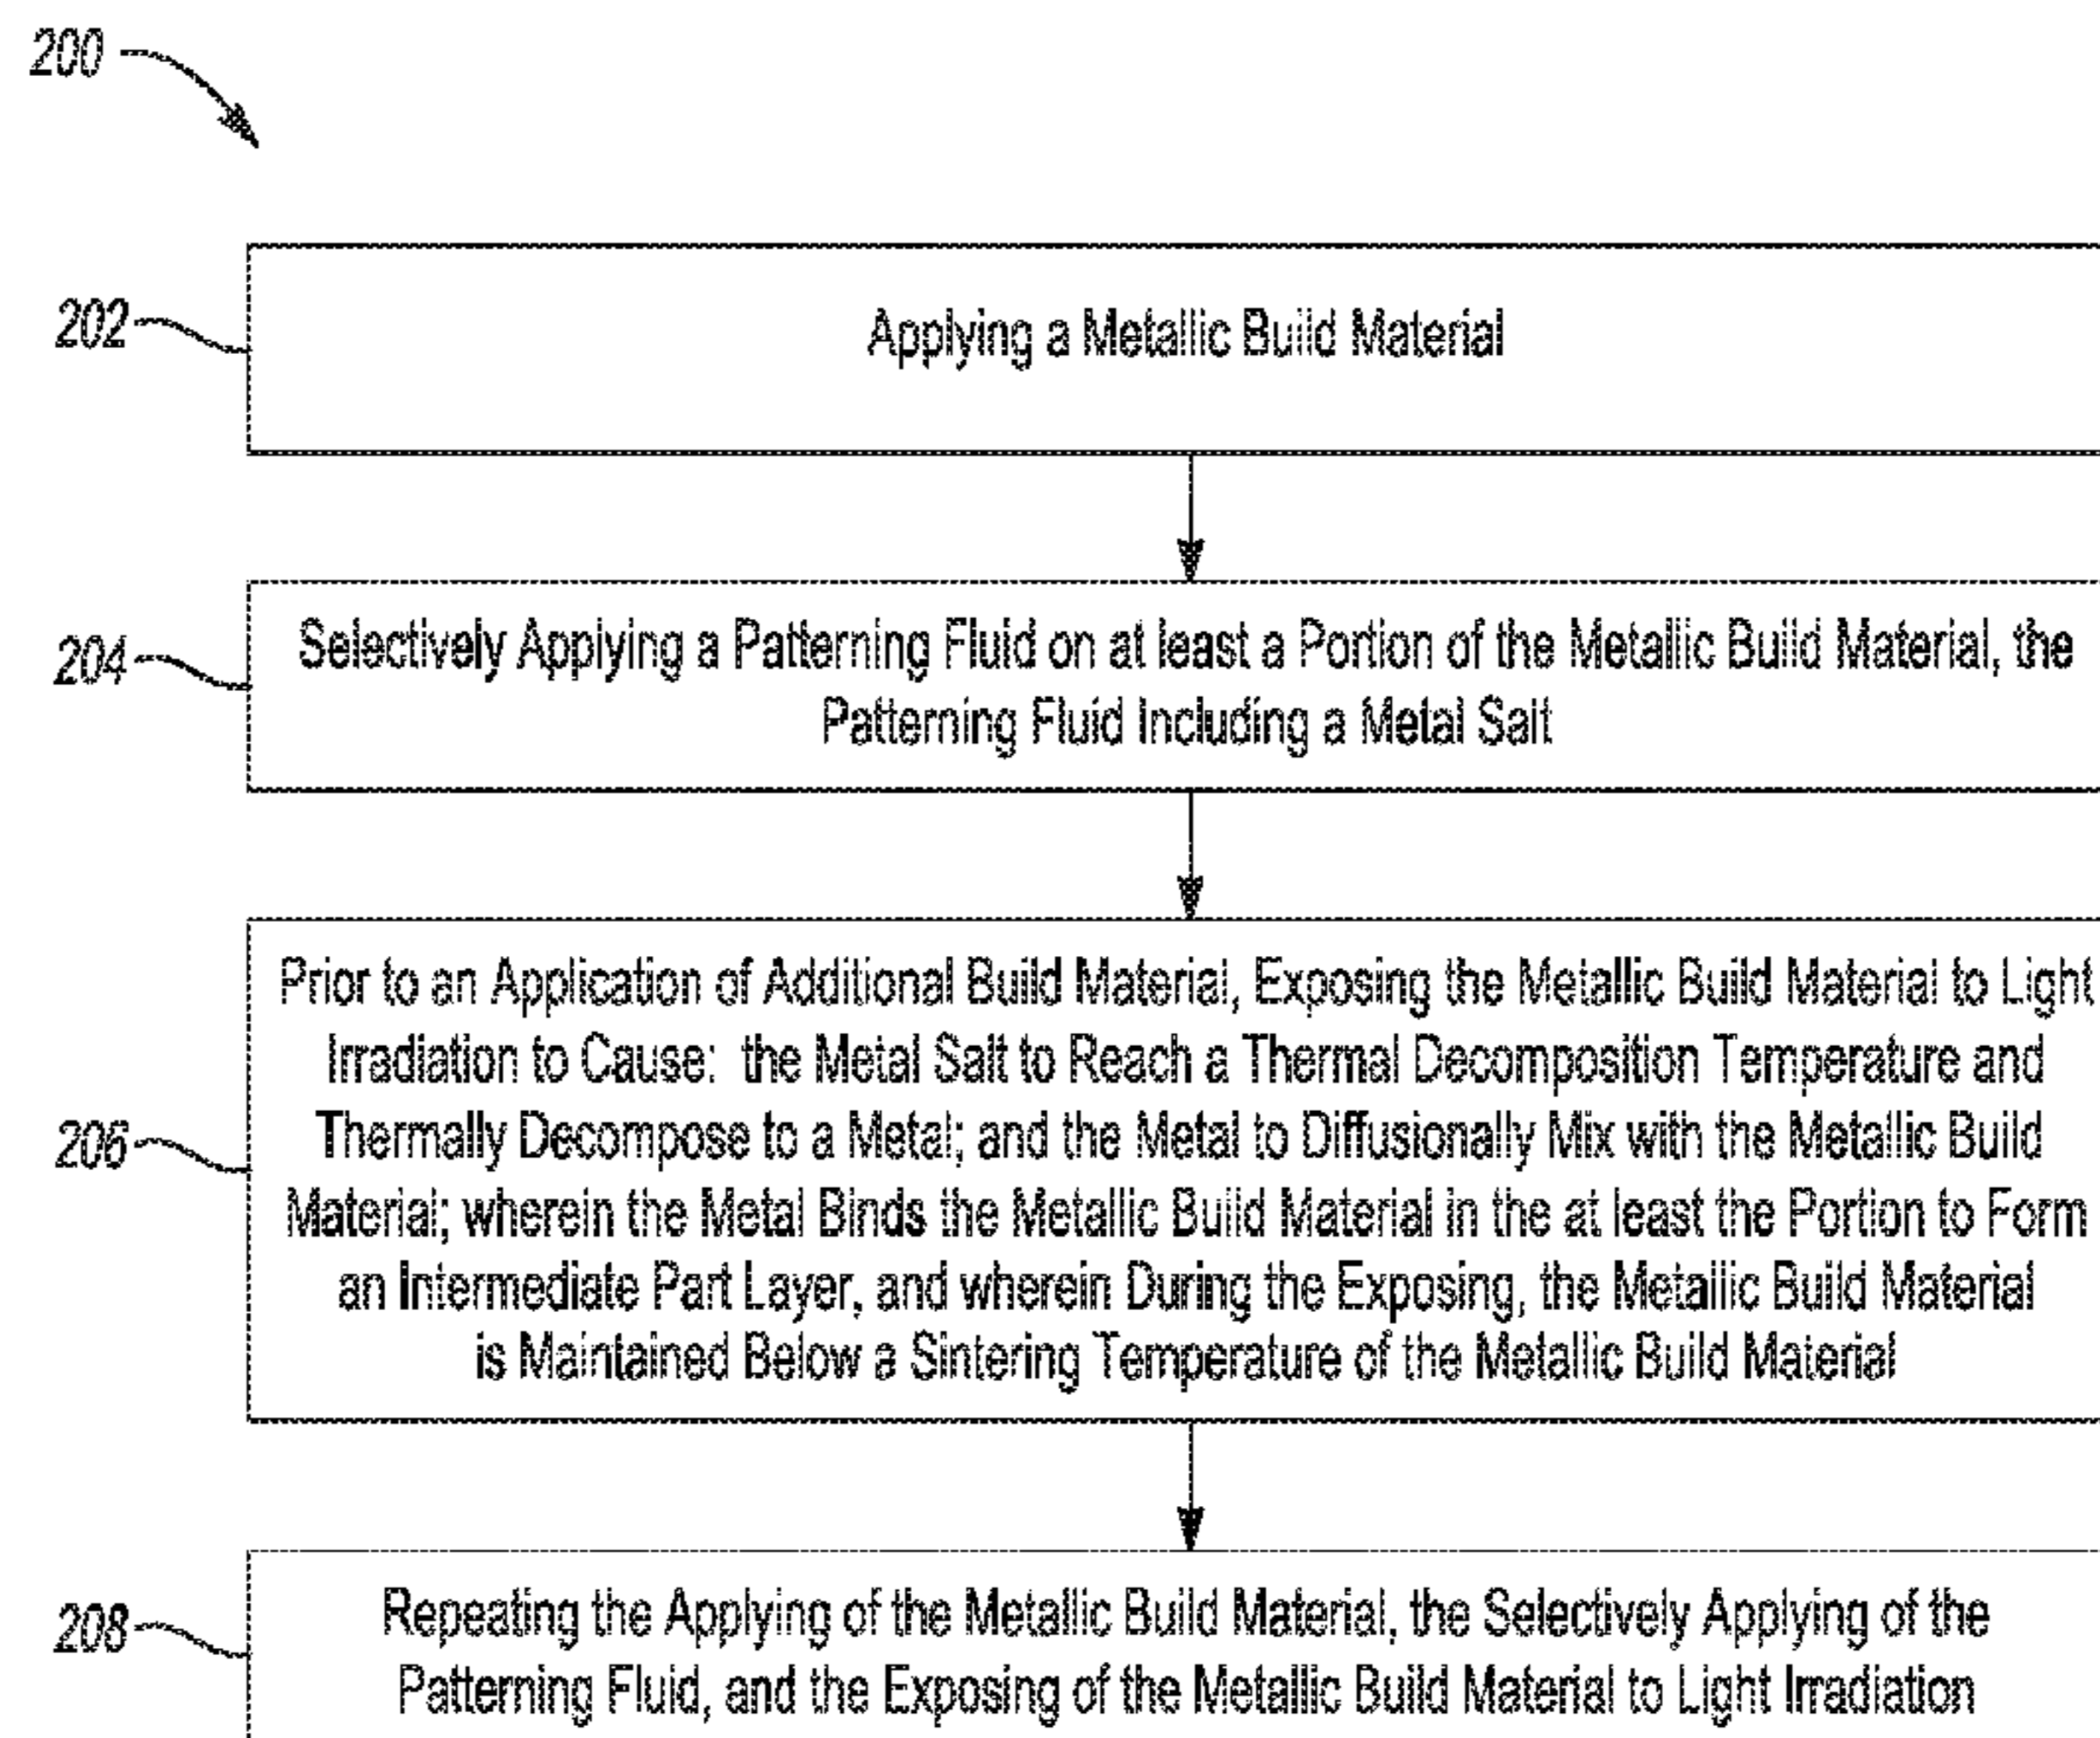 200
202
Applying a Metallic Build Material
204
Selectively Applying a Patterning Fluid on at least a Portion of the Metallic Build Material, the
Patterning Fluid Including a Metal Salt
206
Prior to an Application of Additional Build Material, Exposing the Metallic Build Material to Light
Irradiation to Cause: the Metal Salt to Reach a Thermal Decomposition Temperature and
Thermally Decompose to a Metal; and the Metal to Diffusionally Mix with the Metallic Build
Material; wherein the Metal Binds the Metallic Build Material in the at least the Portion to Form
an Intermediate Part Layer, and wherein During the Exposing, the Metallic Build Material
is Maintained Below a Sintering Temperature of the Metallic Build Material
208
Repeating the Applying of the Metallic Build Material, the Selectively Applying of the
Patterning Fluid, and the Exposing of the Metallic Build Material to Light Irradiation